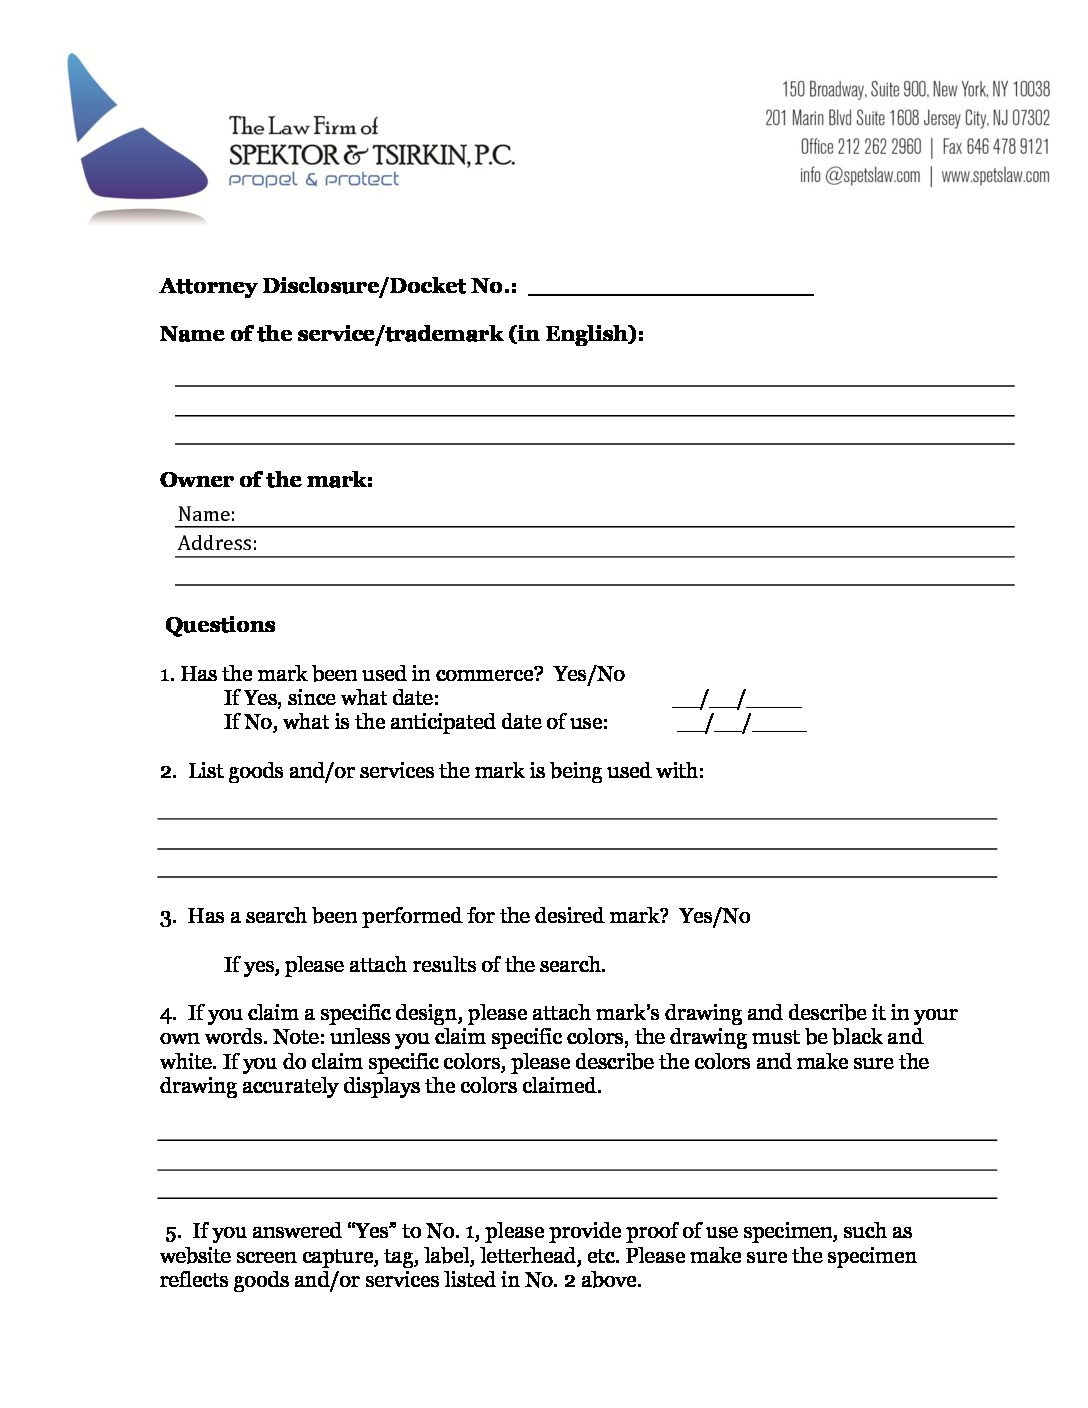 150 Broadway, Suite 900, New York, NY 10038
201 Marin Blvd Suite 1608 Jersey City, NJ 07302
Office 212 262 2960 | Fax 646 478 9121
info @spetslaw.com | www.spetslaw.com
The Law Firm of
SPEKTOR & TSIRKIN, P.C.
propel & protect
Attorney Disclosure/Docket No.: __________________________
Name of the service/trademark (in English):
Owner of the mark:
Name:
Address:
Questions
1. Has the mark been used in commerce?  Yes/No
If Yes, since what date: ___/___/______
If No, what is the anticipated date of use: ___/___/______
2.  List goods and/or services the mark is being used with:
3.  Has a search been performed for the desired mark?  Yes/No
If yes, please attach results of the search.
4.  If you claim a specific design, please attach mark’s drawing and describe it in your
own words. Note: unless you claim specific colors, the drawing must be black and
white. If you do claim specific colors, please describe the colors and make sure the
drawing accurately displays the colors claimed.
5.  If you answered “Yes” to No. 1, please provide proof of use specimen, such as
website screen capture, tag, label, letterhead, etc. Please make sure the specimen
reflects goods and/or services listed in No. 2 above.